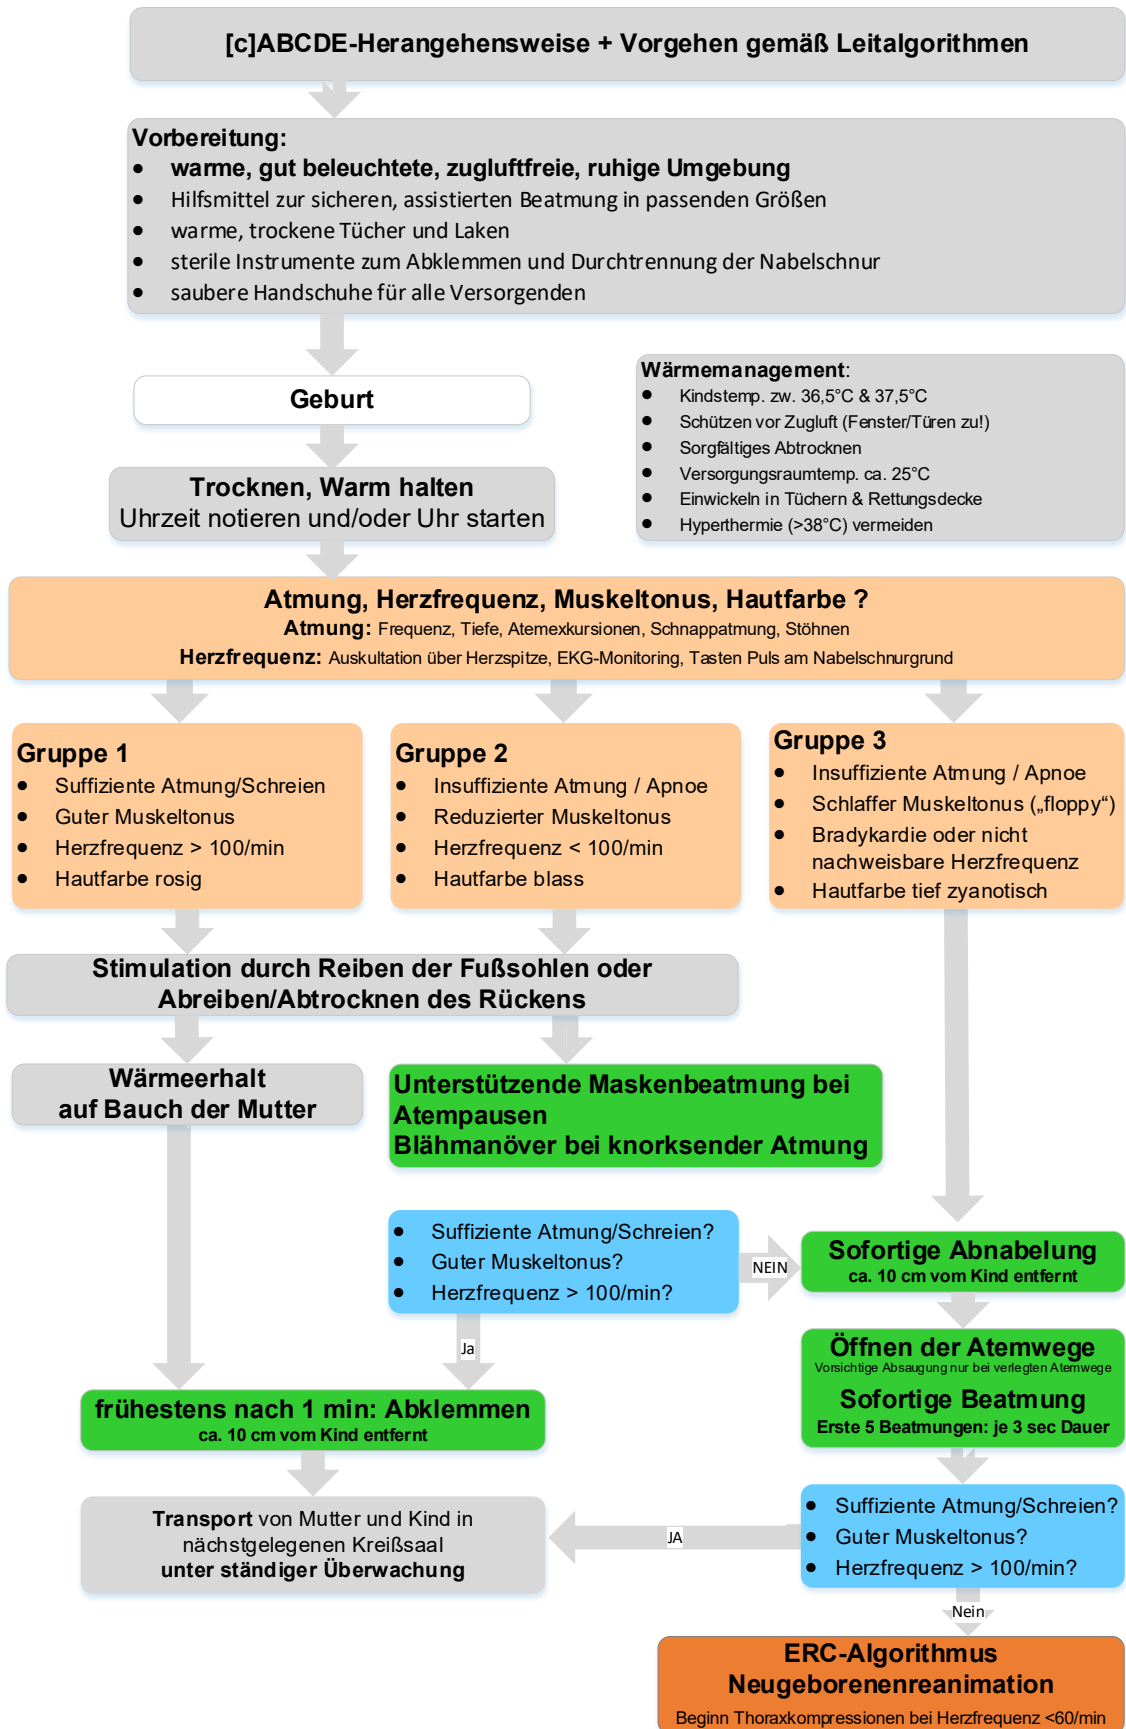 [c]ABCDE-Herangehensweise + Vorgehen gemäß Leitalgorithmen
Vorbereitung:
• warme, gut beleuchtete, zugluftfreie, ruhige Umgebung
• Hilfsmittel zur sicheren, assistierten Beatmung in passenden Größen
• warme, trockene Tücher und Laken
• sterile Instrumente zum Abklemmen und Durchtrennung der Nabelschnur
• saubere Handschuhe für alle Versorgenden
Geburt
Wärmemanagement:
• Kindstemp. zw. 36,5°C & 37,5°C
• Schützen vor Zugluft (Fenster/Türen zu!)
• Sorgfältiges Abtrocknen
• Versorgungsraumtemp. ca. 25°C
• Einwickeln in Tüchern & Rettungsdecke
• Hyperthermie (>38°C) vermeiden
Trocknen, Warm halten
Uhrzeit notieren und/oder Uhr starten
Atmung, Herzfrequenz, Muskeltonus, Hautfarbe ?
Atmung: Frequenz, Tiefe, Atemexkursionen, Schnappatmung, Stöhnen
Herzfrequenz: Auskultation über Herzspitze, EKG-Monitoring, Tasten Puls am Nabelschnurgrund
Gruppe 1
• Suffiziente Atmung/Schreien
• Guter Muskeltonus
• Herzfrequenz > 100/min
• Hautfarbe rosig
Gruppe 2
• Insuffiziente Atmung / Apnoe
• Reduzierter Muskeltonus
• Herzfrequenz < 100/min
• Hautfarbe blass
Gruppe 3
• Insuffiziente Atmung / Apnoe
• Schlaffer Muskeltonus („floppy“)
• Bradykardie oder nicht
nachweisbare Herzfrequenz
• Hautfarbe tief zyanotisch
Stimulation durch Reiben der Fußsohlen oder
Abreiben/Abtrocknen des Rückens
Wärmeerhalt
auf Bauch der Mutter
Unterstützende Maskenbeatmung bei
Atempausen
Blähmanöver bei knorksender Atmung
• Suffiziente Atmung/Schreien?
• Guter Muskeltonus?
• Herzfrequenz > 100/min?
NEIN
Sofortige Abnabelung
ca. 10 cm vom Kind entfernt
Ja
Öffnen der Atemwege
Vorsichtige Absaugung nur bei verlegten Atemwege
Sofortige Beatmung
Erste 5 Beatmungen: je 3 sec Dauer
frühestens nach 1 min: Abklemmen
ca. 10 cm vom Kind entfernt
Transport von Mutter und Kind in
nächstgelegenen Kreißsaal
unter ständiger Überwachung
JA
• Suffiziente Atmung/Schreien?
• Guter Muskeltonus?
• Herzfrequenz > 100/min?
Nein
ERC-Algorithmus
Neugeborenenreanimation
Beginn Thoraxkompressionen bei Herzfrequenz <60/min